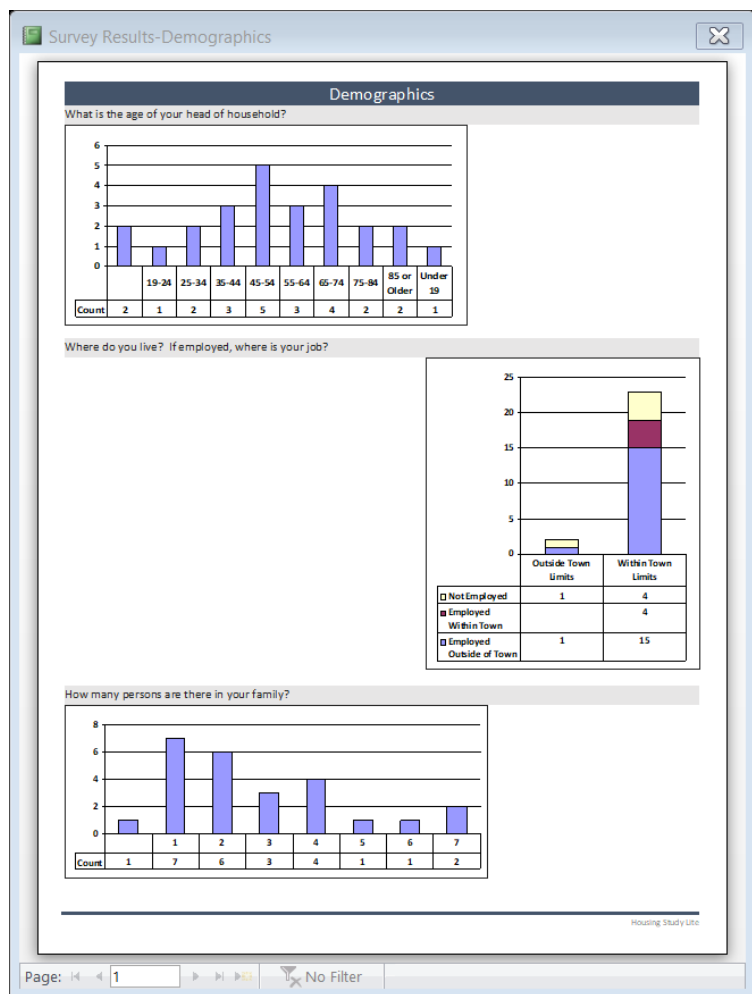 Survey Results-Demographics
Demographics
What is the age of your head of household?
6
5
4
3
2
1
0
19-24 25-34 35-44 45-54 55-64 65-74 75-84 85 or Older Under 19
Count 2 1 2 3 5 3 4 2 2 1
Where do you live? If employed, where is your job?
25
20
15
10
5
0
Outside Town Limits Within Town Limits
Not Employed 1 4
Employed Within Town 4
Employed Outside of Town 1 15
How many persons are there in your family?
8
6
4
2
0
1 2 3 4 5 6 7
Count 1 7 6 3 4 1 1 2
Housing Study Lite
Page: 1 No Filter